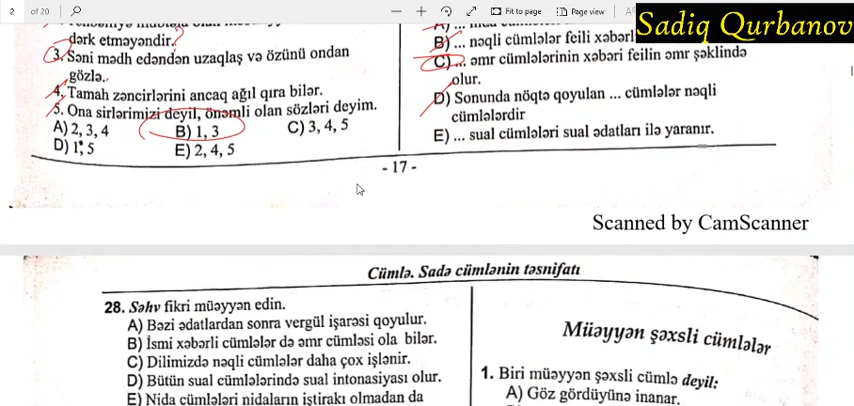 2 of 20 Fit to page Page view
Sadiq Qurbanov
dərk etməyəndir.
3. Səni mədh edəndən uzaqlaş və özünü ondan
gözlə.
4. Tamah zəncirlərini ancaq ağıl qıra bilər.
5. Ona sirlərimizi deyil, önəmli olan sözləri deyim.
A) 2, 3, 4 B) 1, 3 C) 3, 4, 5
D) 1, 5 E) 2, 4, 5
B) ... nəqli cümlələr feili xəbərl
C) ... əmr cümlələrinin xəbəri feilin əmr şəklində
olur.
D) Sonunda nöqtə qoyulan ... cümlələr nəqli
cümlələrdir
E) ... sual cümlələri sual ədatları ilə yaranır.
- 17 -
Scanned by CamScanner
Cümlə. Sadə cümlənin təsnifatı
28. Səhv fikri müəyyən edin.
A) Bəzi ədatlardan sonra vergül işarəsi qoyulur.
B) İsmi xəbərli cümlələr də əmr cümləsi ola bilər.
C) Dilimizdə nəqli cümlələr daha çox işlənir.
D) Bütün sual cümlələrində sual intonasiyası olur.
E) Nida cümlələri nidaların iştirakı olmadan da
Müəyyən şəxsli cümlələr
1. Biri müəyyən şəxsli cümlə deyil:
A) Göz gördüyünə inanar.